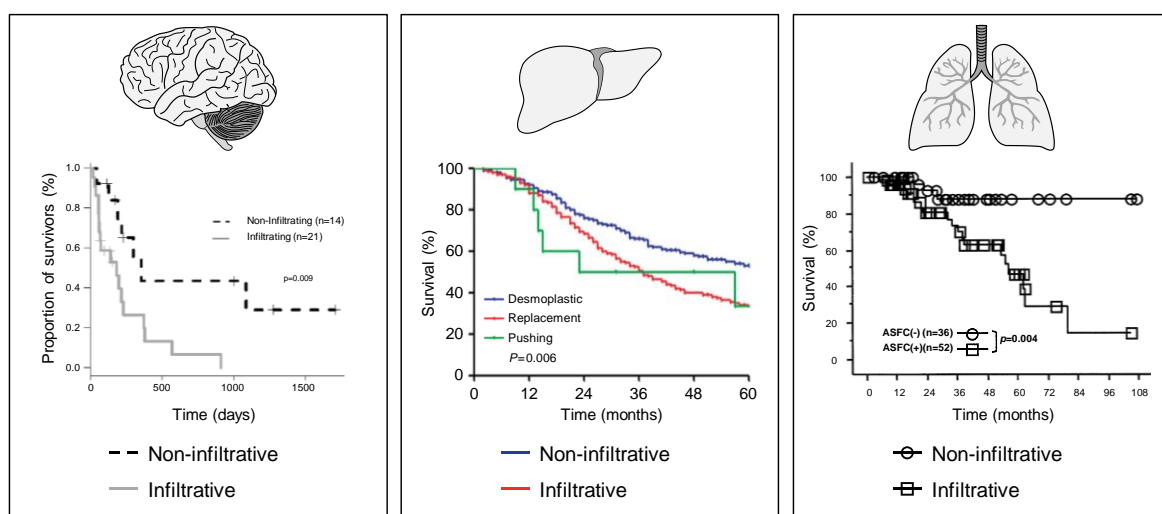 Proportion of survivors (%)
1.0
0.8
0.6
0.4
0.2
0.0
Non-Infiltrating (n=14)
Infiltrating (n=21)
p=0.009
0 500 1000 1500
Time (days)
Non-infiltrative
Infiltrative
Survival (%)
100
80
60
40
20
0
Desmoplastic
Replacement
Pushing
P=0.006
0 12 24 36 48 60
Time (months)
Non-infiltrative
Infiltrative
Survival (%)
100
80
60
40
20
0
ASFC(-) (n=36)
ASFC(+)(n=52)
p=0.004
0 12 24 36 48 60 72 84 96 108
Time (months)
Non-infiltrative
Infiltrative